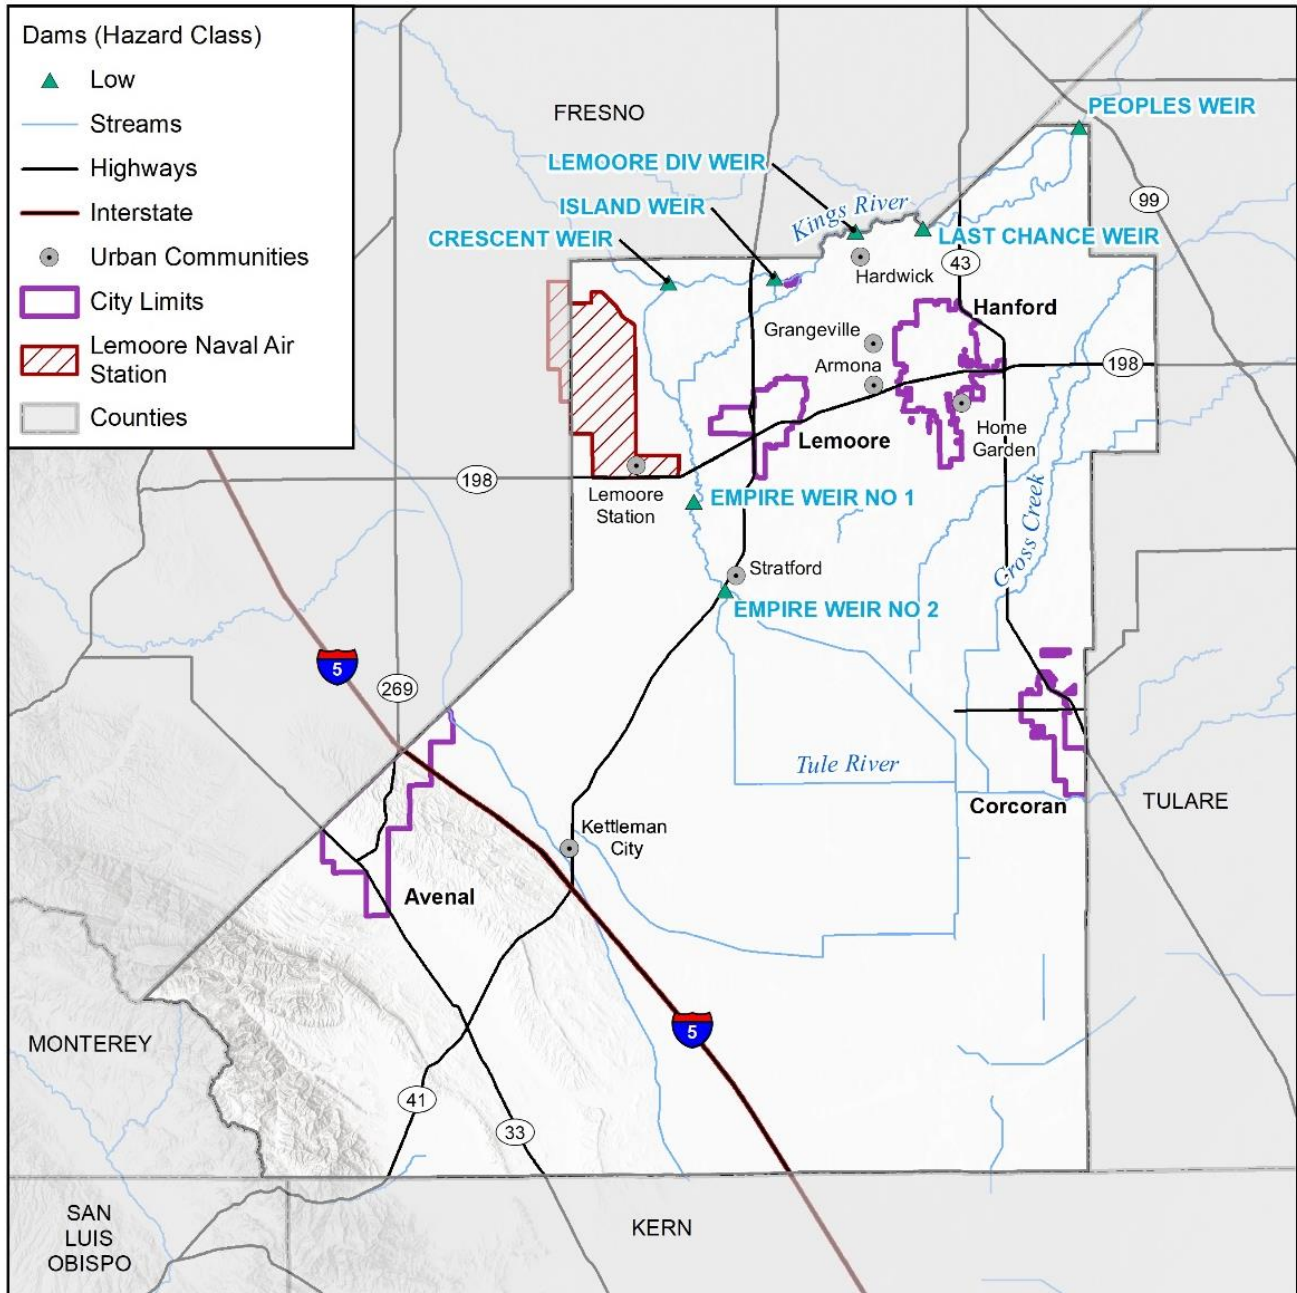 Dams (Hazard Class)
Low
Streams
Highways
Interstate
Urban Communities
City Limits
Lemoore Naval Air
Station
Counties
FRESNO
PEOPLES WEIR
LEMOORE DIV WEIR
99
ISLAND WEIR
Kings River
CRESCENT WEIR
LAST CHANCE WEIR
43
Hardwick
Hanford
Grangeville
Armona
198
Home
Garden
Lemoore
198
Lemoore
Station
EMPIRE WEIR NO 1
Cross Creek
Stratford
EMPIRE WEIR NO 2
5
269
Tule River
Corcoran
TULARE
Kettleman
City
Avenal
5
MONTEREY
41
33
SAN
LUIS
OBISPO
KERN